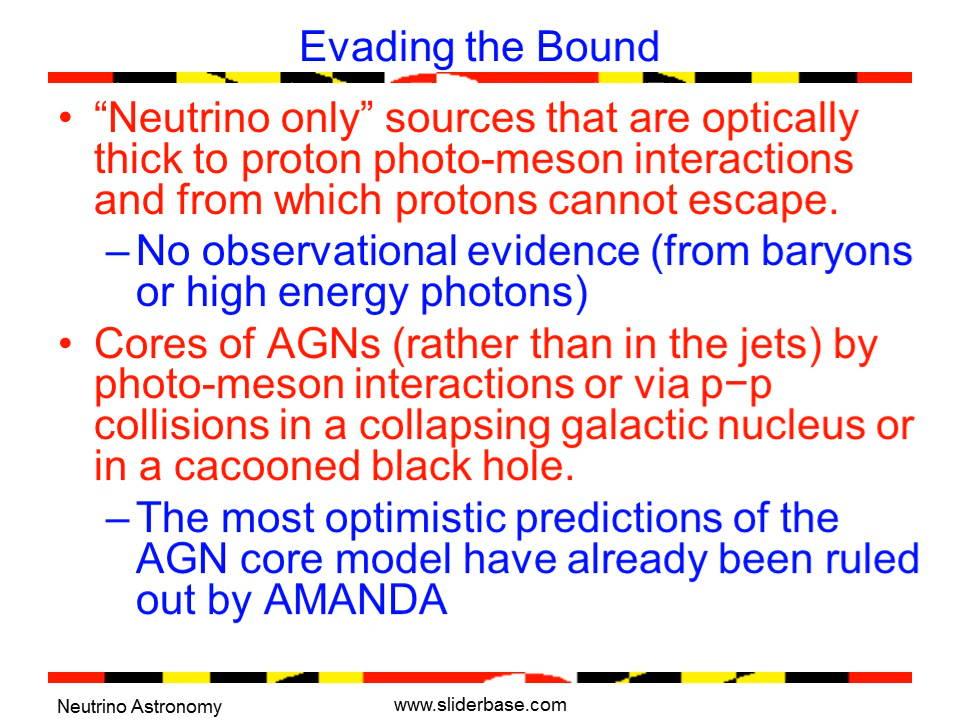 Evading the Bound
• “Neutrino only” sources that are optically
thick to proton photo-meson interactions
and from which protons cannot escape.
–No observational evidence (from baryons
or high energy photons)
• Cores of AGNs (rather than in the jets) by
photo-meson interactions or via p−p
collisions in a collapsing galactic nucleus or
in a cacooned black hole.
–The most optimistic predictions of the
AGN core model have already been ruled
out by AMANDA
Neutrino Astronomy
www.sliderbase.com